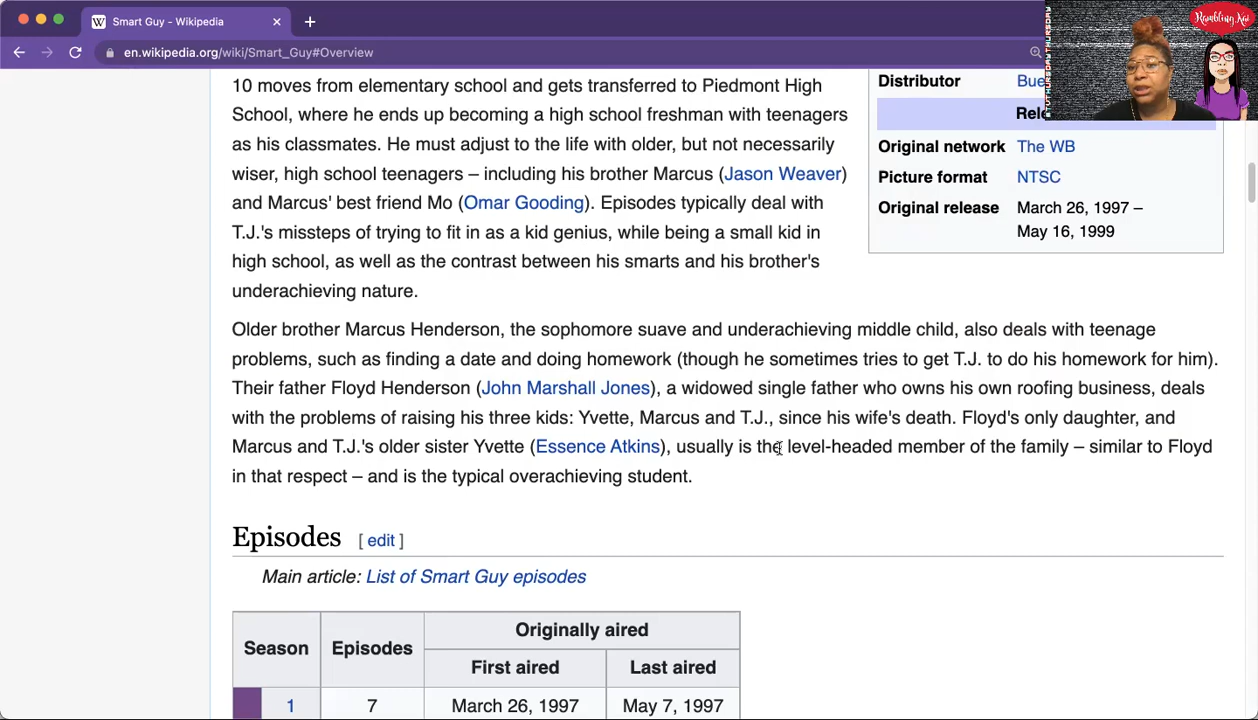 Smart Guy - Wikipedia
en.wikipedia.org/wiki/Smart_Guy#Overview
Rambling Kai
10 moves from elementary school and gets transferred to Piedmont High
School, where he ends up becoming a high school freshman with teenagers
as his classmates. He must adjust to the life with older, but not necessarily
wiser, high school teenagers – including his brother Marcus (Jason Weaver)
and Marcus' best friend Mo (Omar Gooding). Episodes typically deal with
T.J.'s missteps of trying to fit in as a kid genius, while being a small kid in
high school, as well as the contrast between his smarts and his brother's
underachieving nature.
Distributor Bue
Rele
Original network The WB
Picture format NTSC
Original release March 26, 1997 –
May 16, 1999
Older brother Marcus Henderson, the sophomore suave and underachieving middle child, also deals with teenage
problems, such as finding a date and doing homework (though he sometimes tries to get T.J. to do his homework for him).
Their father Floyd Henderson (John Marshall Jones), a widowed single father who owns his own roofing business, deals
with the problems of raising his three kids: Yvette, Marcus and T.J., since his wife's death. Floyd's only daughter, and
Marcus and T.J.'s older sister Yvette (Essence Atkins), usually is the level-headed member of the family – similar to Floyd
in that respect – and is the typical overachieving student.
Episodes [ edit ]
Main article: List of Smart Guy episodes
Season Episodes Originally aired
First aired Last aired
1 7 March 26, 1997 May 7, 1997